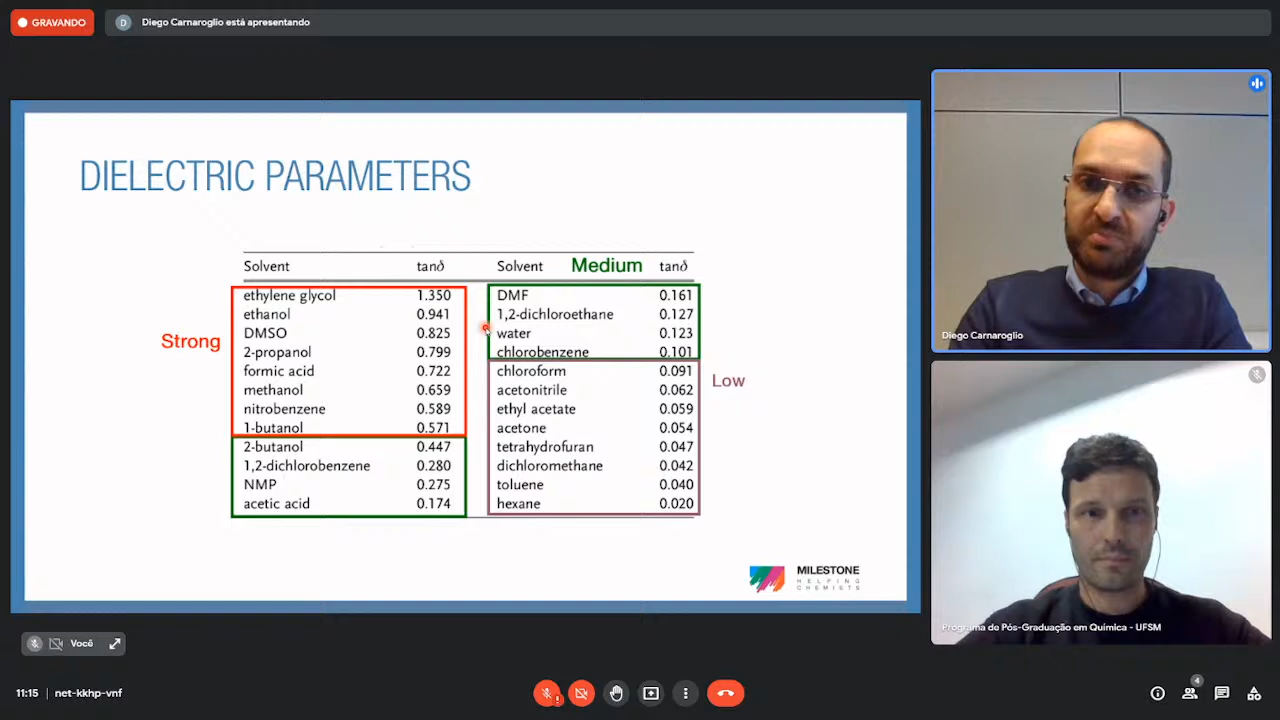 GRAVANDO
D
Diego Carnaroglio está apresentando
DIELECTRIC PARAMETERS
Solvent tanδ Solvent Medium tanδ
ethylene glycol 1.350 DMF 0.161
ethanol 0.941 1,2-dichloroethane 0.127
DMSO 0.825 water 0.123
Strong
2-propanol 0.799 chlorobenzene 0.101
formic acid 0.722 chloroform 0.091
Low
methanol 0.659 acetonitrile 0.062
nitrobenzene 0.589 ethyl acetate 0.059
1-butanol 0.571 acetone 0.054
2-butanol 0.447 tetrahydrofuran 0.047
1,2-dichlorobenzene 0.280 dichloromethane 0.042
NMP 0.275 toluene 0.040
acetic acid 0.174 hexane 0.020
MILESTONE
HELPING
CHEMISTS
Diego Carnaroglio
Programa de Pós-Graduação em Química - UFSM
Você
11:15 | net-kkhp-vnf
4